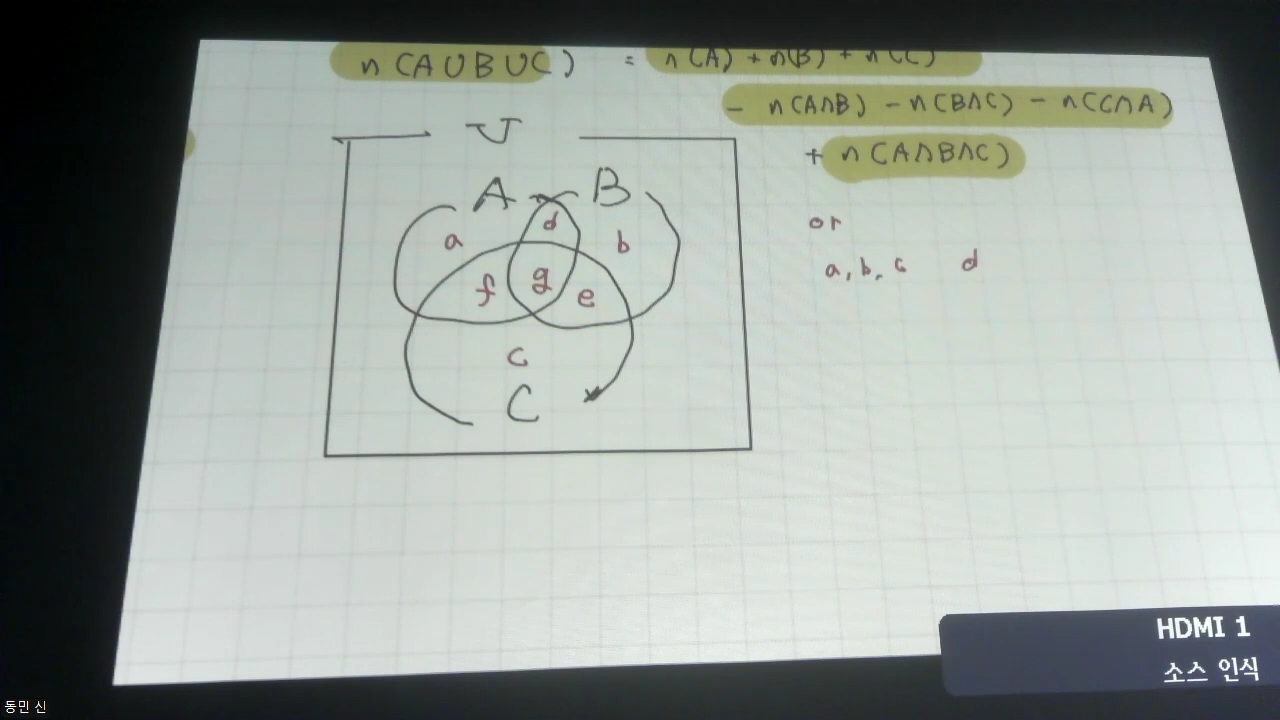 n(A∪B∪C) = n(A) + n(B) + n(C)
- n(A∩B) - n(B∩C) - n(C∩A)
+ n(A∩B∩C)
U
A B
a d b
f g e
c
C
or
a, b, c d
HDMI 1
소스 인식
동민 신